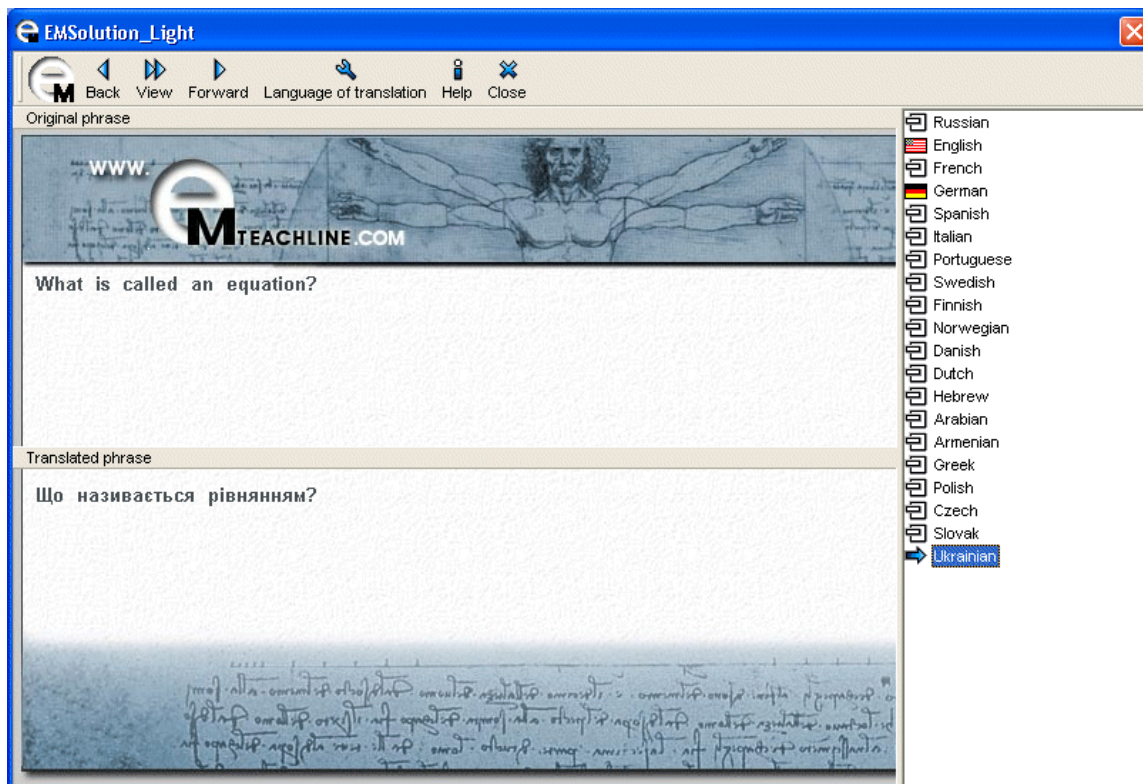 EMSolution_Light
Back View Forward Language of translation Help Close
Original phrase
www.
eM TEACHLINE.COM
What is called an equation?
Translated phrase
Що називається рівнянням?
Russian
English
French
German
Spanish
Italian
Portuguese
Swedish
Finnish
Norwegian
Danish
Dutch
Hebrew
Arabian
Armenian
Greek
Polish
Czech
Slovak
Ukrainian